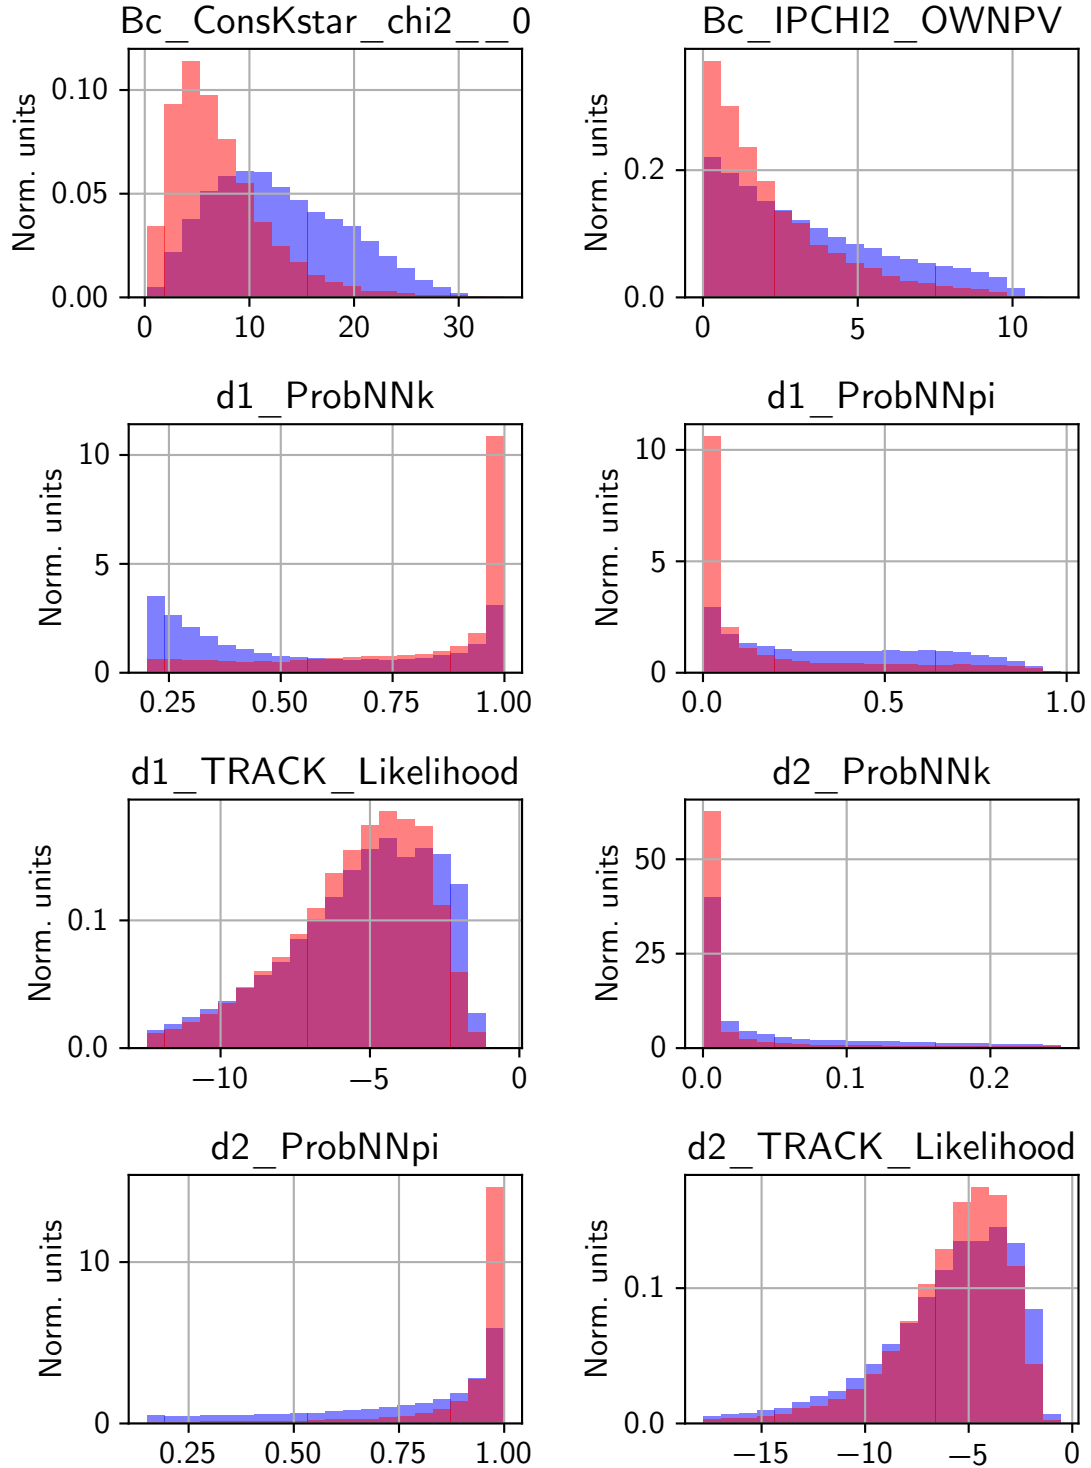 Bc_ConsKstar_chi2__0
Norm. units
0.10
0.05
0.00
0 10 20 30
Bc_IPCHI2_OWNPV
Norm. units
0.2
0.0
0 5 10
d1_ProbNNk
Norm. units
10
5
0
0.25 0.50 0.75 1.00
d1_ProbNNpi
Norm. units
10
5
0
0.0 0.5 1.0
d1_TRACK_Likelihood
Norm. units
0.1
0.0
−10 −5 0
d2_ProbNNk
Norm. units
50
25
0
0.0 0.1 0.2
d2_ProbNNpi
Norm. units
10
0
0.25 0.50 0.75 1.00
d2_TRACK_Likelihood
Norm. units
0.1
0.0
−15 −10 −5 0